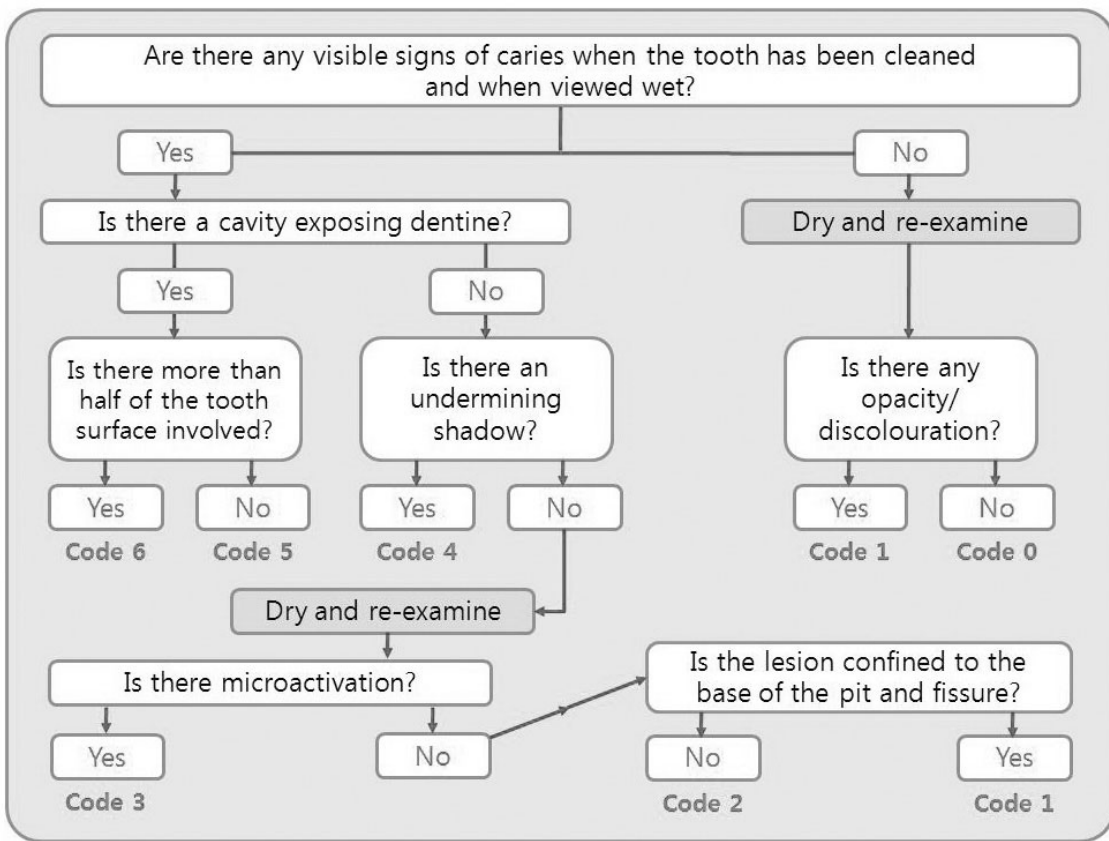 Are there any visible signs of caries when the tooth has been cleaned
and when viewed wet?
Yes
No
Is there a cavity exposing dentine?
Dry and re-examine
Yes
No
Is there more than
half of the tooth
surface involved?
Is there an
undermining
shadow?
Is there any
opacity/
discolouration?
Yes
No
Yes
No
Yes
No
Code 6
Code 5
Code 4
Code 1
Code 0
Dry and re-examine
Is there microactivation?
Is the lesion confined to the
base of the pit and fissure?
Yes
No
No
Yes
Code 3
Code 2
Code 1